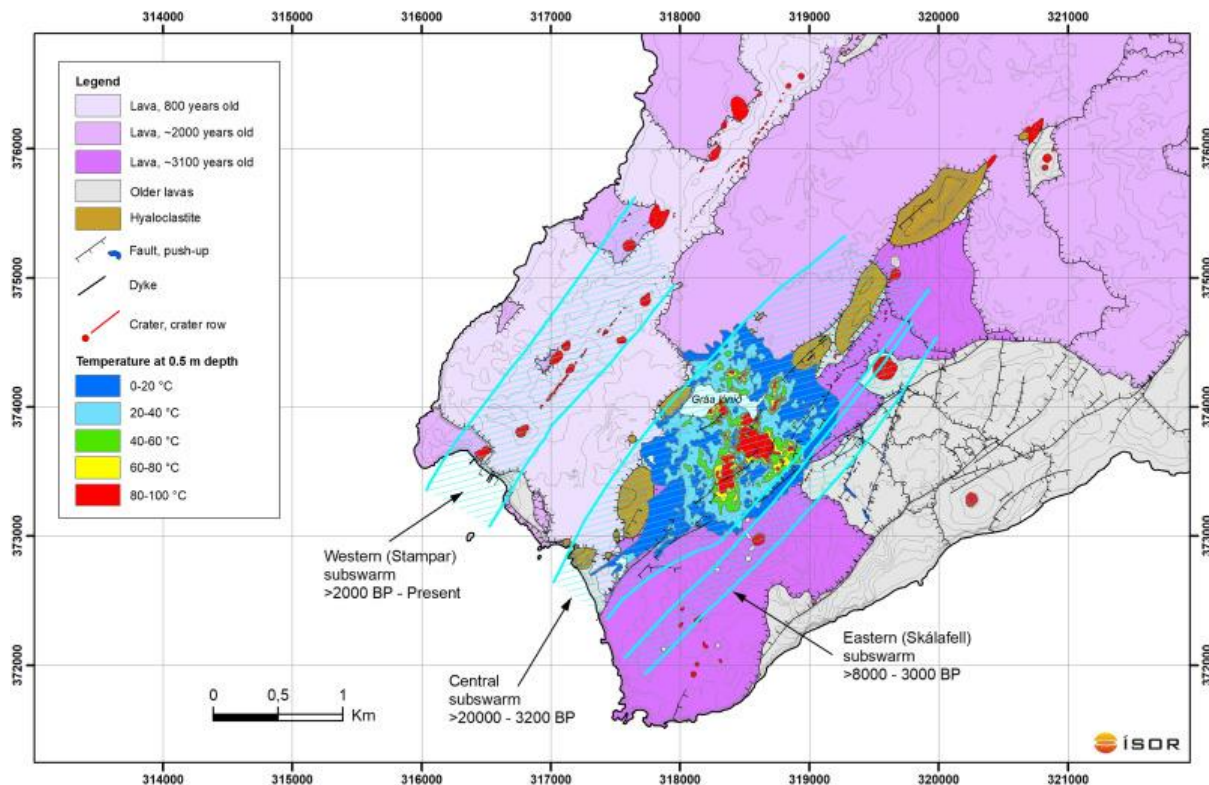 314000 315000 316000 317000 318000 319000 320000 321000
376000
375000
374000
373000
372000
Legend
Lava, 800 years old
Lava, ~2000 years old
Lava, ~3100 years old
Older lavas
Hyaloclastite
Fault, push-up
Dyke
Crater, crater row
Temperature at 0.5 m depth
0-20 °C
20-40 °C
40-60 °C
60-80 °C
80-100 °C
Gráa lónið
Western (Stampar)
subswarm
>2000 BP - Present
Central
subswarm
>20000 - 3200 BP
Eastern (Skálafell)
subswarm
>8000 - 3000 BP
0 0,5 1
Km
ÍSOR
376000
375000
374000
373000
372000
314000 315000 316000 317000 318000 319000 320000 321000